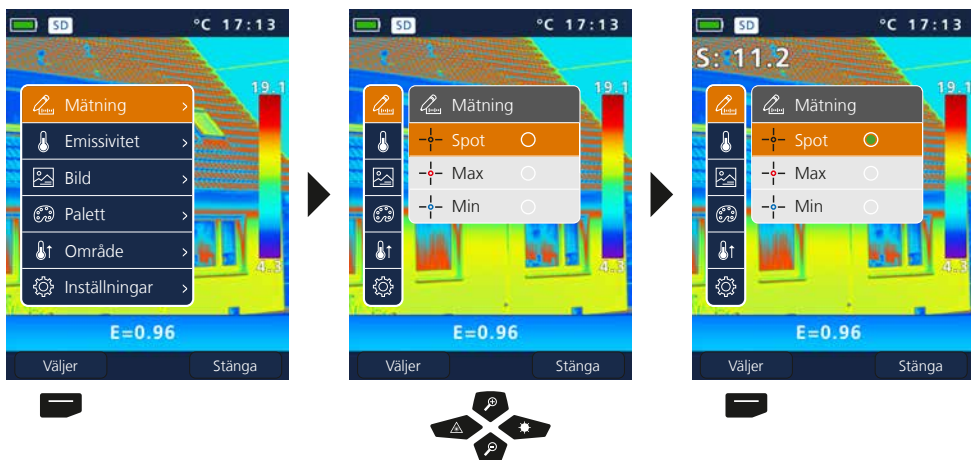 SD °C 17:13
19.1
Mätning
Emissivitet
Bild
Palett
Område
Inställningar
E=0.96
Väljer Stänga
SD °C 17:13
19.1
Mätning
Spot
Max
Min
4.3
E=0.96
Väljer Stänga
SD °C 17:13
S: 11.2
19.1
Mätning
Spot
Max
Min
4.3
E=0.96
Väljer Stänga